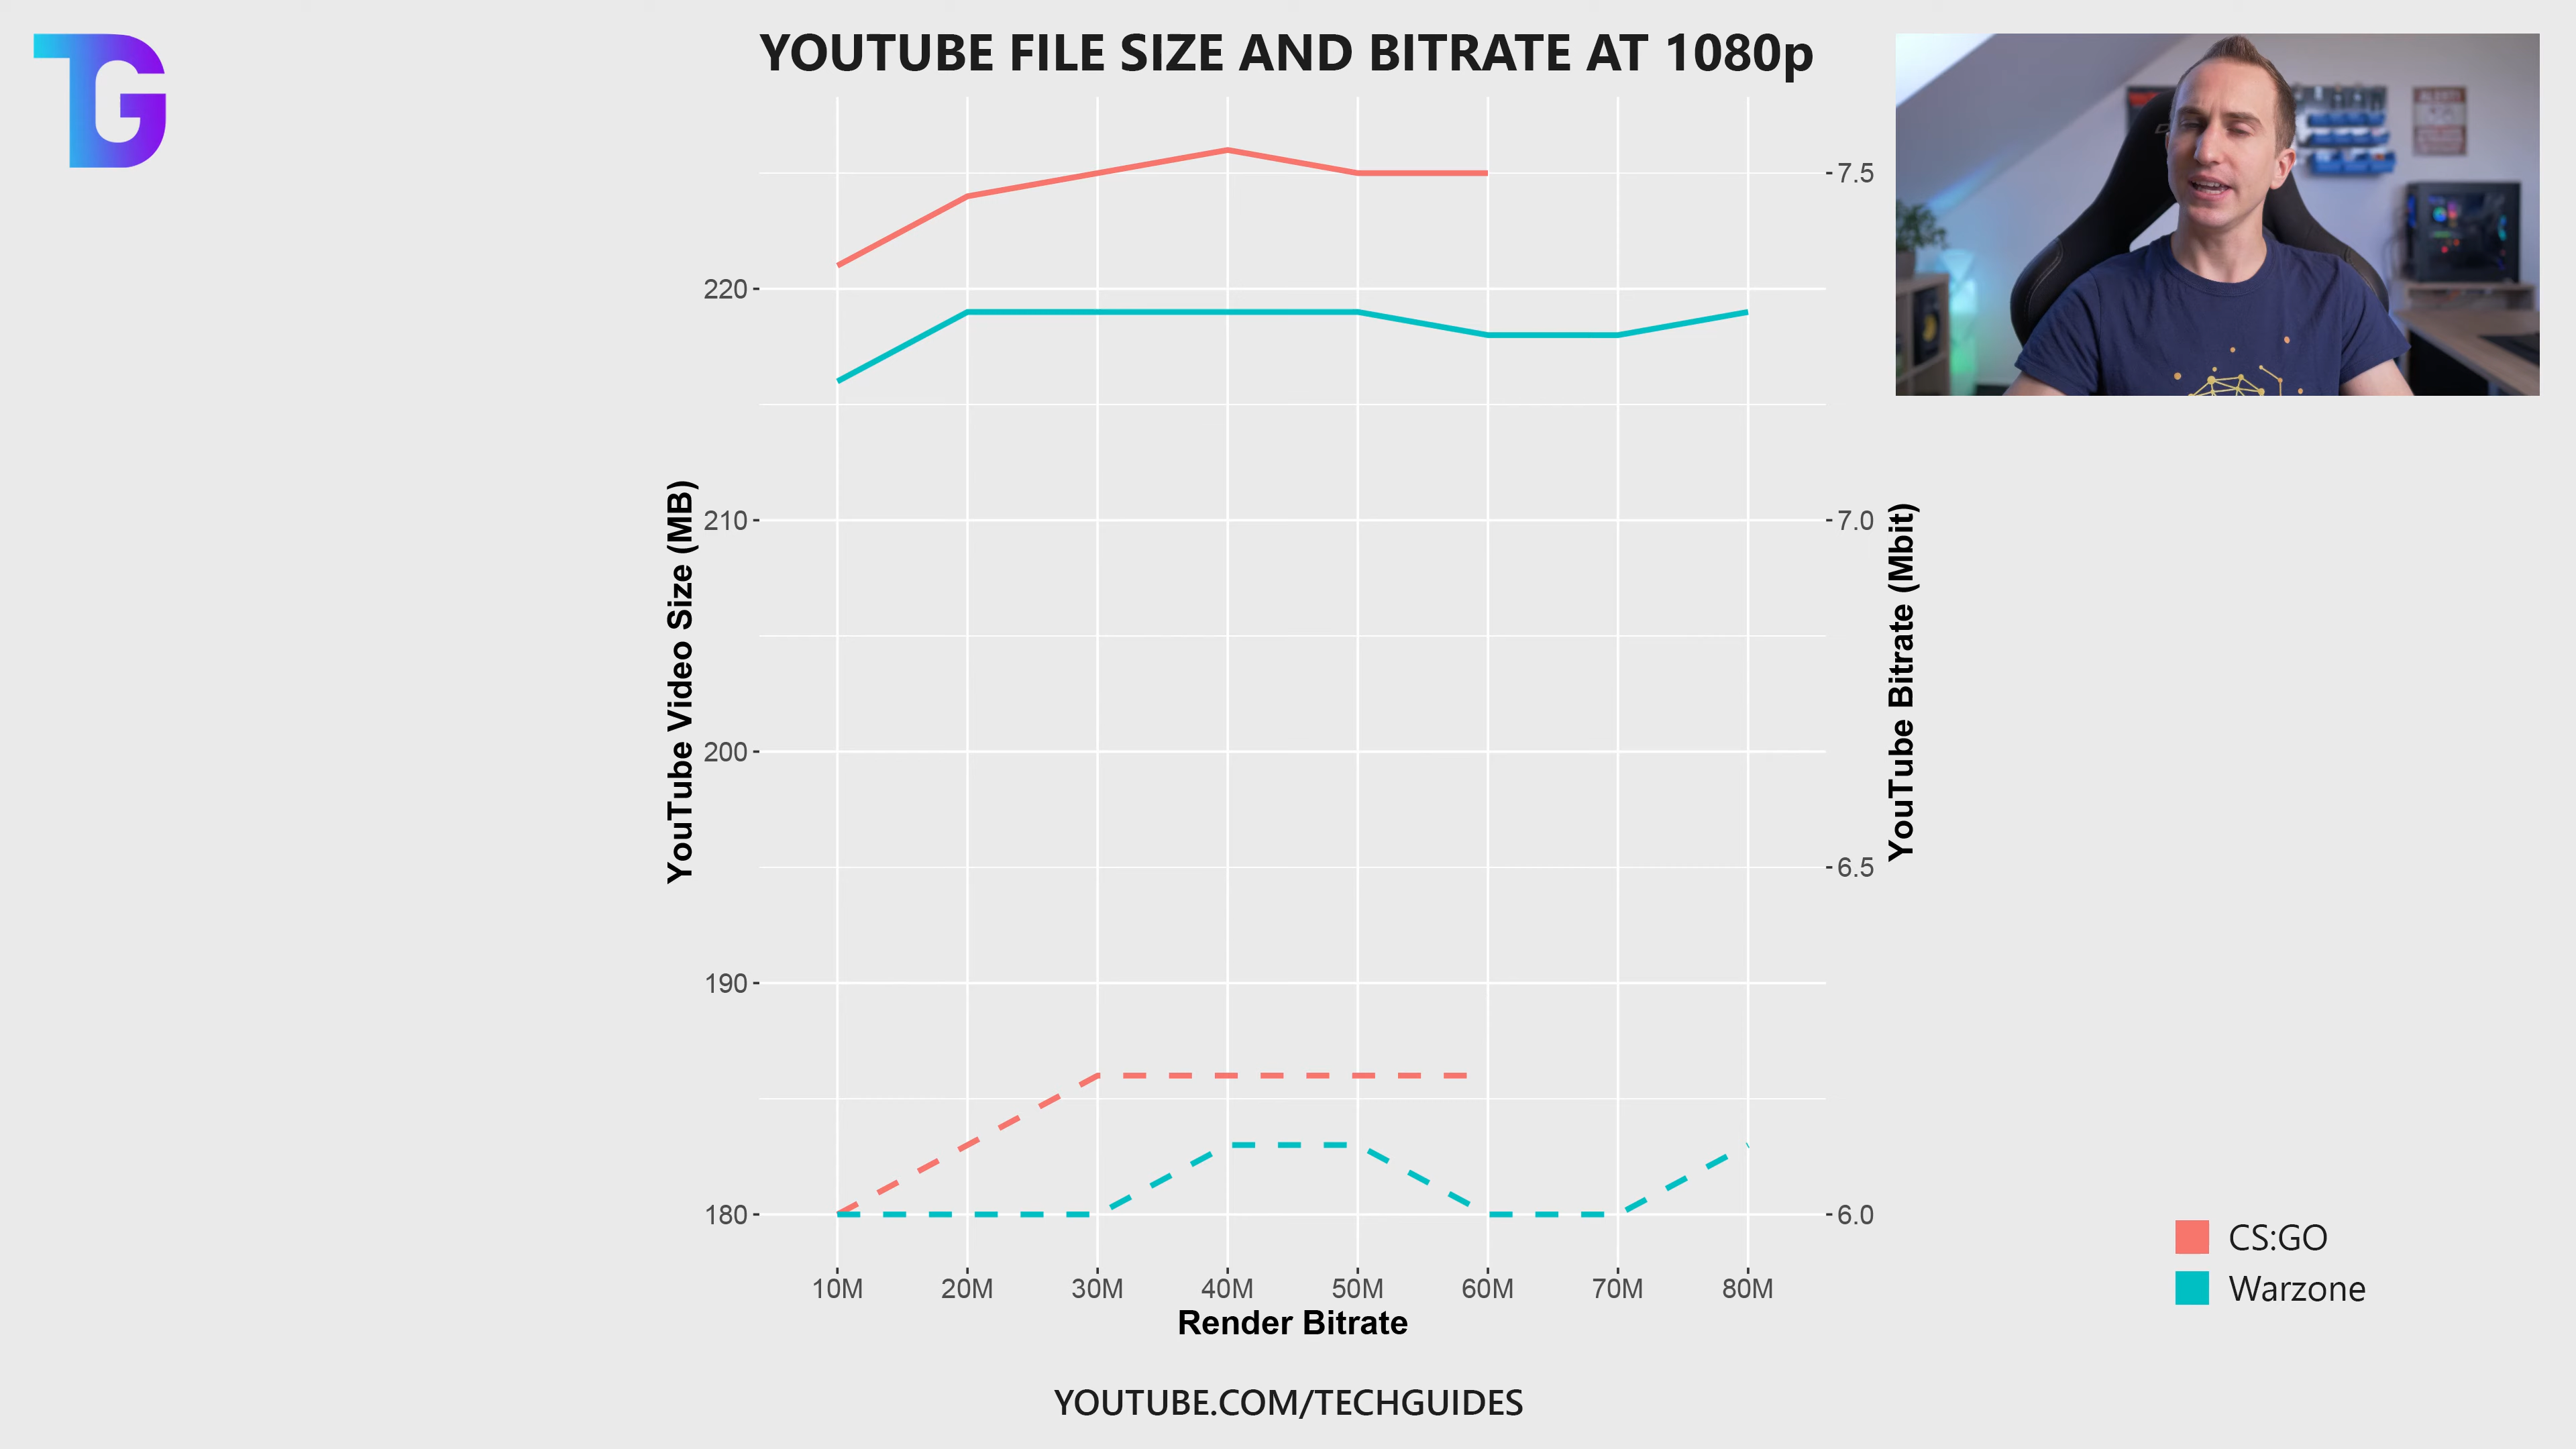 TG
YOUTUBE FILE SIZE AND BITRATE AT 1080p
220
210
200
190
180
YouTube Video Size (MB)
7.5
7.0
6.5
6.0
YouTube Bitrate (Mbit)
10M 20M 30M 40M 50M 60M 70M 80M
Render Bitrate
CS:GO
Warzone
YOUTUBE.COM/TECHGUIDES